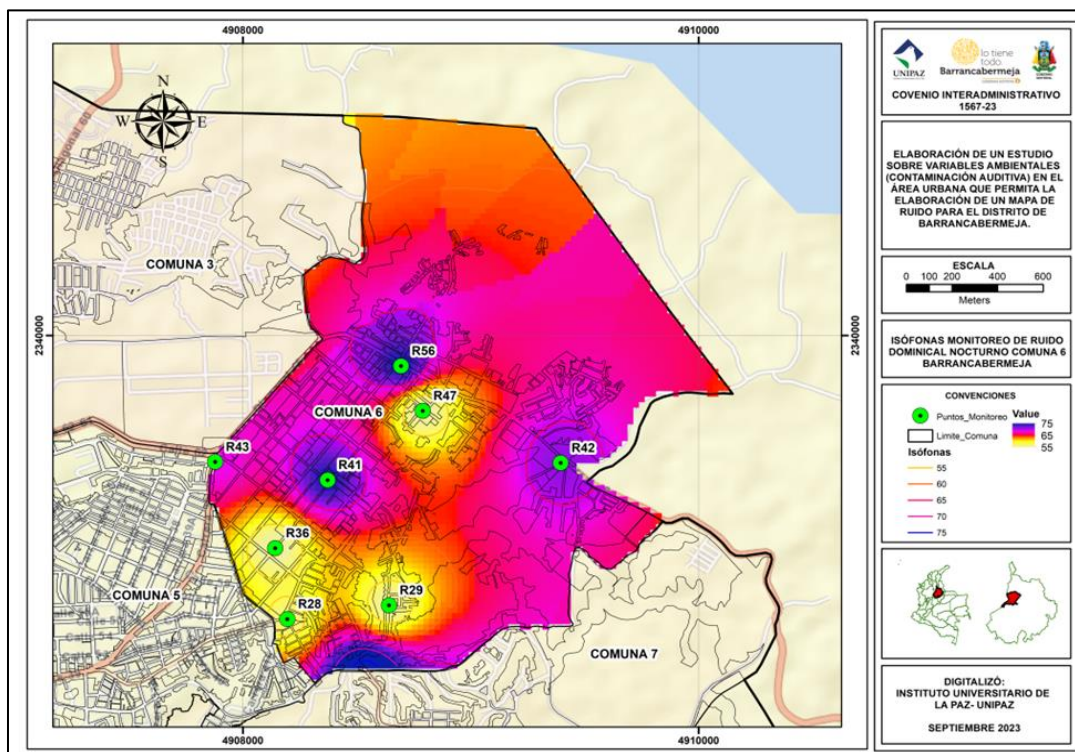 4908000
4910000
N
W
E
S
Diagonal 60
COMUNA 3
2340000
2340000
R56
COMUNA 6
R47
R43
R42
R41
R36
COMUNA 5
R29
R28
COMUNA 7
4908000
4910000
UNIPAZ
lo tiene
todo.
Barrancabermeja
COVENIO INTERADMINISTRATIVO
1567-23
ELABORACIÓN DE UN ESTUDIO
SOBRE VARIABLES AMBIENTALES
(CONTAMINACIÓN AUDITIVA) EN EL
ÁREA URBANA QUE PERMITA LA
ELABORACIÓN DE UN MAPA DE
RUIDO PARA EL DISTRITO DE
BARRANCABERMEJA.
ESCALA
0 100 200 400 600
Meters
ISÓFONAS MONITOREO DE RUIDO
DOMINICAL NOCTURNO COMUNA 6
BARRANCABERMEJA
CONVENCIONES
Puntos_Monitoreo Value
75
Limite_Comuna 65
55
Isófonas
55
60
65
70
75
DIGITALIZÓ:
INSTITUTO UNIVERSITARIO DE
LA PAZ- UNIPAZ
SEPTIEMBRE 2023